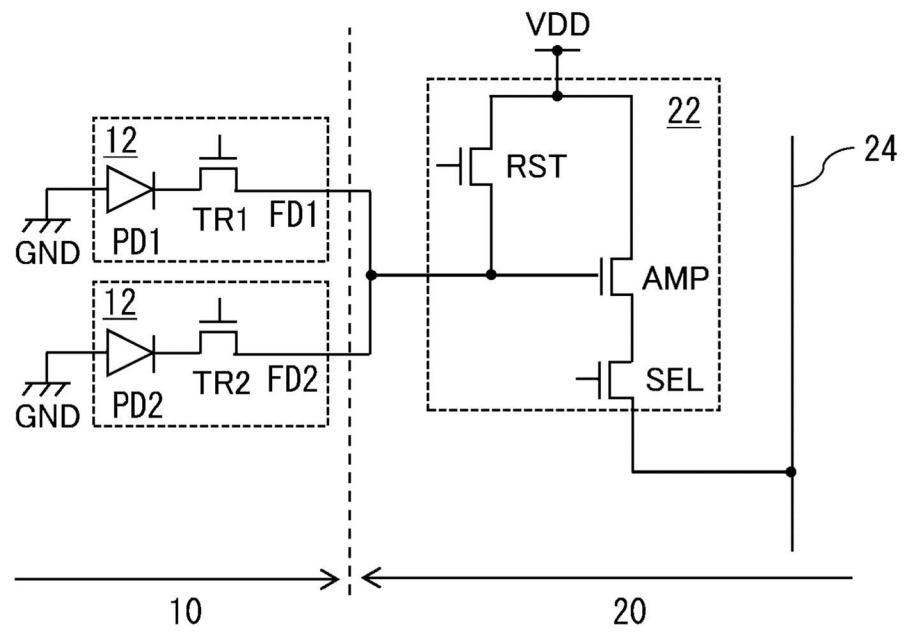 VDD
12
22
24
RST
TR1
FD1
GND
PD1
AMP
12
TR2
FD2
SEL
GND
PD2
10
20